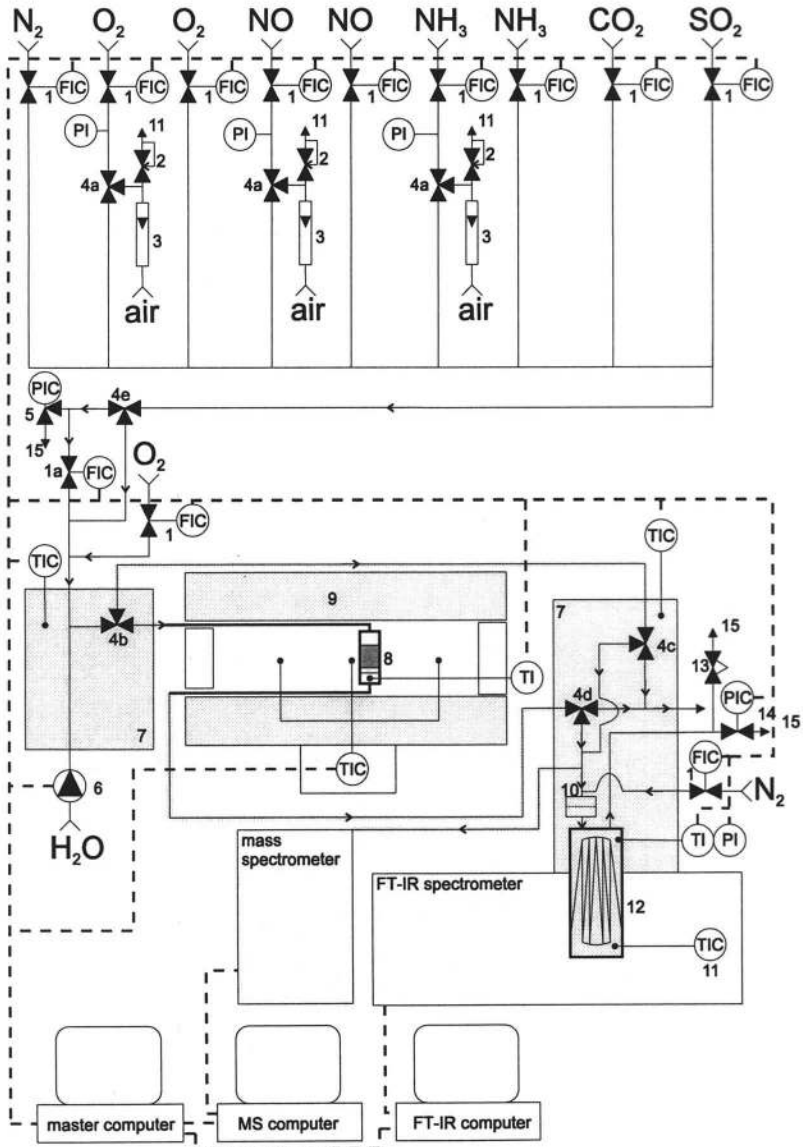 N2 O2 O2 NO NO NH3 NH3 CO2 SO2
FIC FIC FIC FIC FIC FIC FIC FIC FIC
1 1 1 1 1 1 1 1 1
11 11 11
PI PI PI
2 2 2
4a 4a 4a
3 3 3
air air air
PIC 4e
5
15 O2
1a FIC
FIC
1
TIC TIC
9
7 15
4b 8 4c
13
TI 4d PIC
7 14 15
TIC FIC
6 10 1 N2
H2O
mass
spectrometer
TI PI
FT-IR spectrometer
12
TIC
11
master computer MS computer FT-IR computer